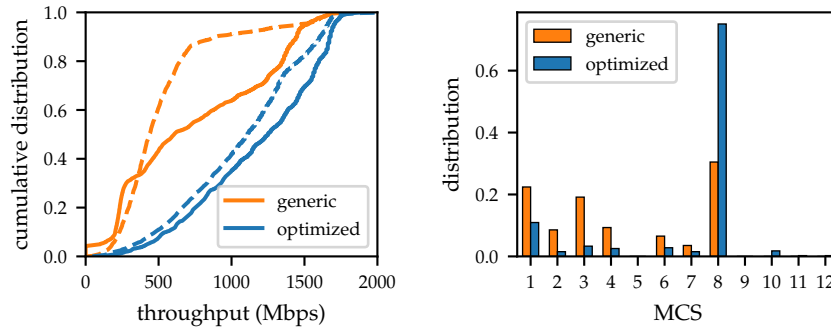 cumulative distribution
1.0
0.8
0.6
0.4
0.2
0.0
0 500 1000 1500 2000
throughput (Mbps)
generic
optimized
distribution
0.6
0.4
0.2
0.0
1 2 3 4 5 6 7 8 9 10 11 12
MCS
generic
optimized